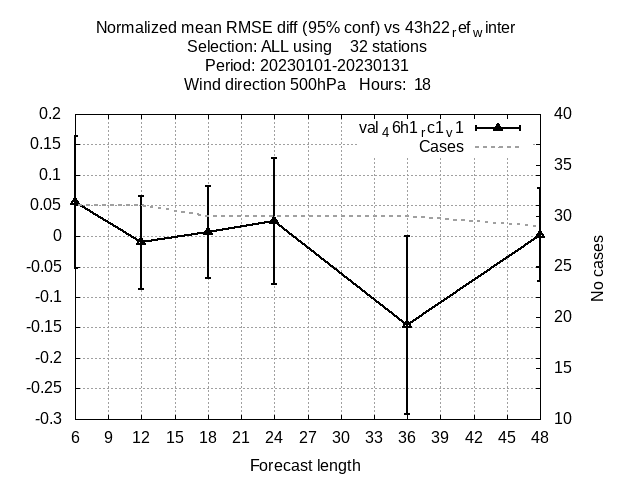 Normalized mean RMSE diff (95% conf) vs 43h22refwinter
Selection: ALL using 32 stations
Period: 20230101-20230131
Wind direction 500hPa Hours: 18
val46h1rc1v1
Cases
0.2
0.15
0.1
0.05
0
-0.05
-0.1
-0.15
-0.2
-0.25
-0.3
40
35
30
25
20
15
10
No cases
6 9 12 15 18 21 24 27 30 33 36 39 42 45 48
Forecast length